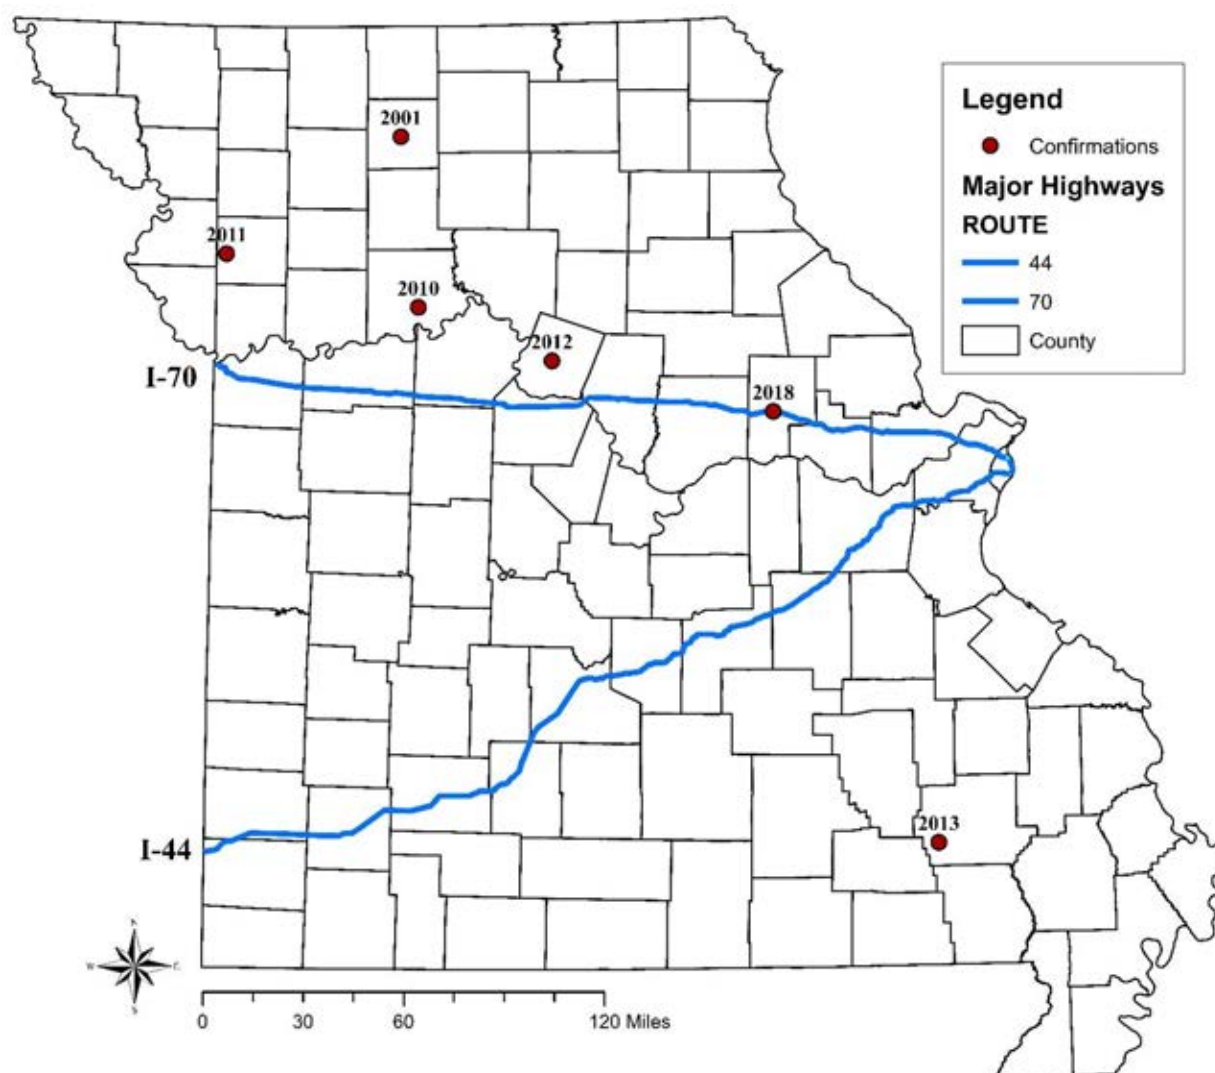 Legend
Confirmations
Major Highways
ROUTE
44
70
County
2001
2011
2010
2012
I-70
2018
2013
I-44
N
W E
S
0 30 60 120 Miles